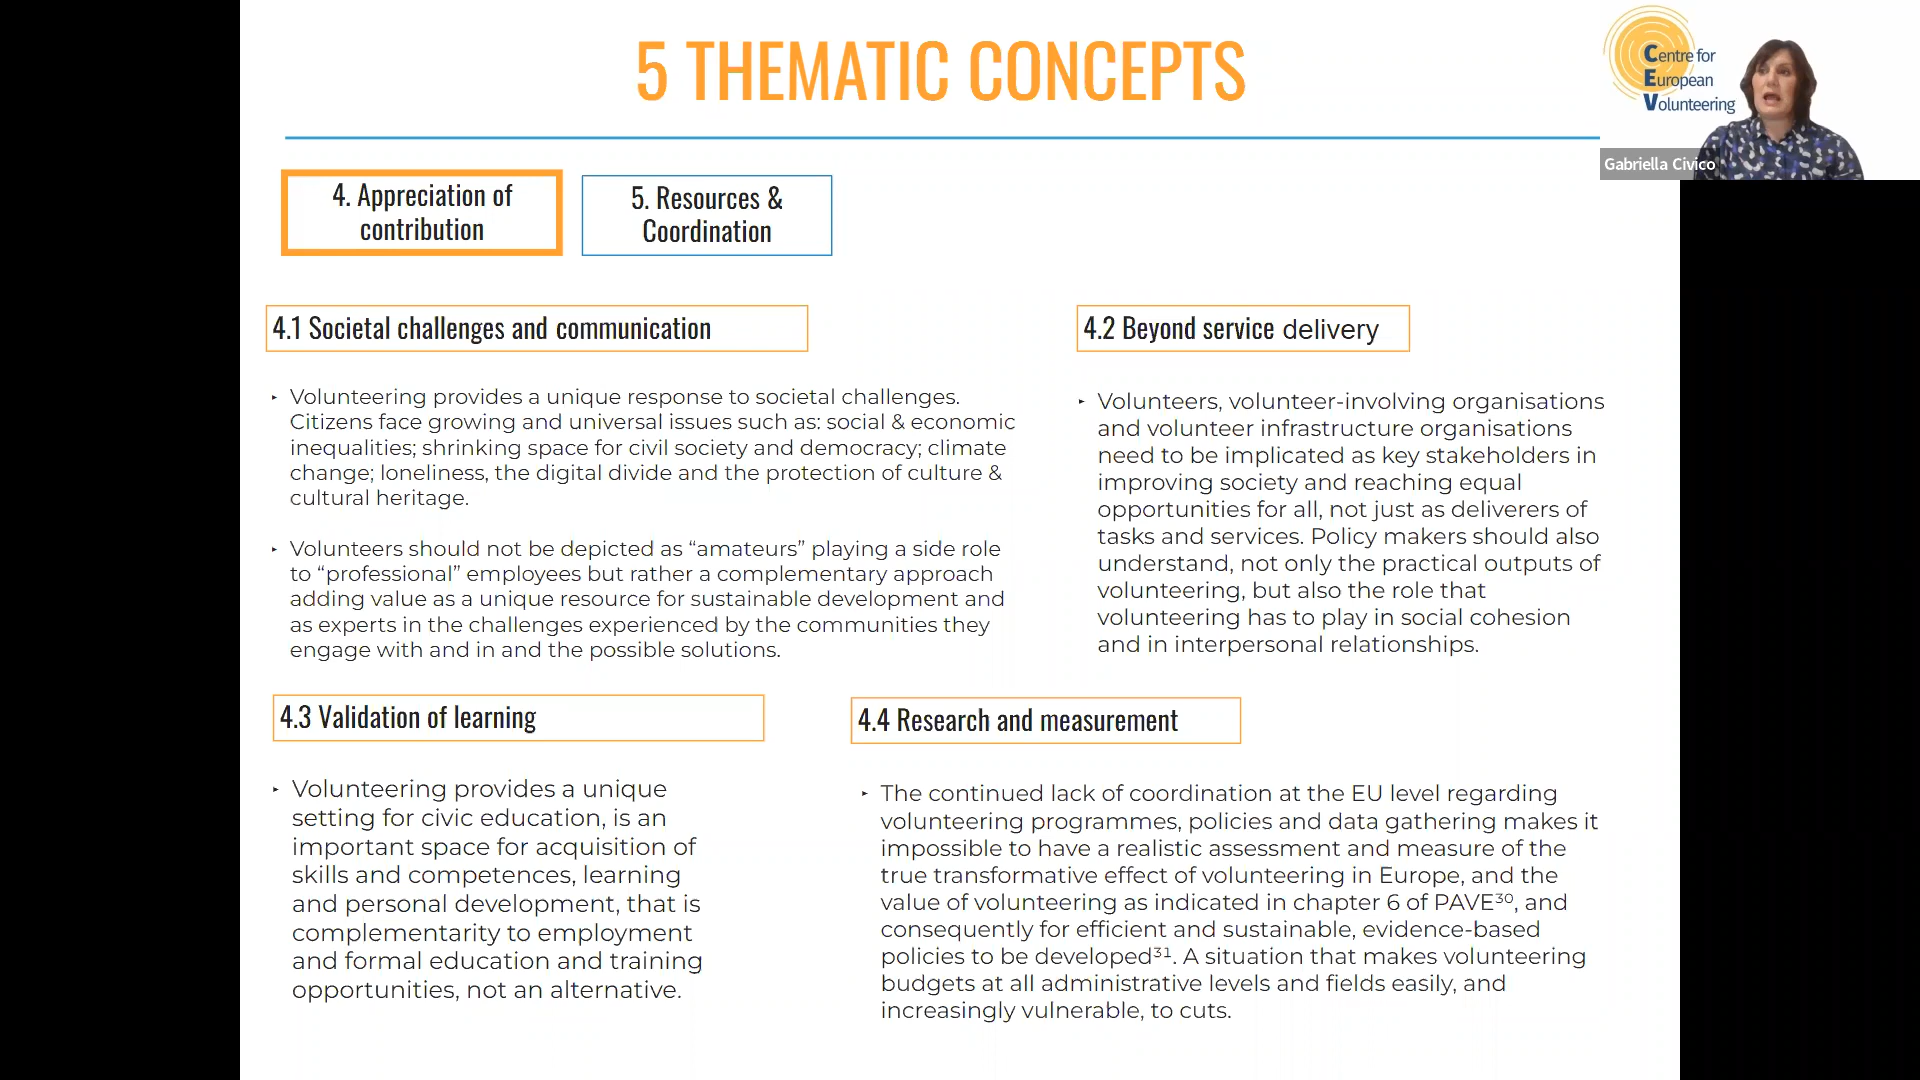 5 THEMATIC CONCEPTS
Centre for
European
Volunteering
Gabriella Civico
4. Appreciation of
contribution
5. Resources &
Coordination
4.1 Societal challenges and communication
‣ Volunteering provides a unique response to societal challenges.
Citizens face growing and universal issues such as: social & economic
inequalities; shrinking space for civil society and democracy; climate
change; loneliness, the digital divide and the protection of culture &
cultural heritage.
‣ Volunteers should not be depicted as “amateurs” playing a side role
to “professional” employees but rather a complementary approach
adding value as a unique resource for sustainable development and
as experts in the challenges experienced by the communities they
engage with and in and the possible solutions.
4.2 Beyond service delivery
‣ Volunteers, volunteer-involving organisations
and volunteer infrastructure organisations
need to be implicated as key stakeholders in
improving society and reaching equal
opportunities for all, not just as deliverers of
tasks and services. Policy makers should also
understand, not only the practical outputs of
volunteering, but also the role that
volunteering has to play in social cohesion
and in interpersonal relationships.
4.3 Validation of learning
‣ Volunteering provides a unique
setting for civic education, is an
important space for acquisition of
skills and competences, learning
and personal development, that is
complementarity to employment
and formal education and training
opportunities, not an alternative.
4.4 Research and measurement
‣ The continued lack of coordination at the EU level regarding
volunteering programmes, policies and data gathering makes it
impossible to have a realistic assessment and measure of the
true transformative effect of volunteering in Europe, and the
value of volunteering as indicated in chapter 6 of PAVE³⁰, and
consequently for efficient and sustainable, evidence-based
policies to be developed³¹. A situation that makes volunteering
budgets at all administrative levels and fields easily, and
increasingly vulnerable, to cuts.